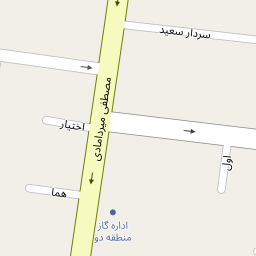 سردار سعید
مصطفی میردامادی
اختیار
اول
هما
اداره گاز
منطقه دو